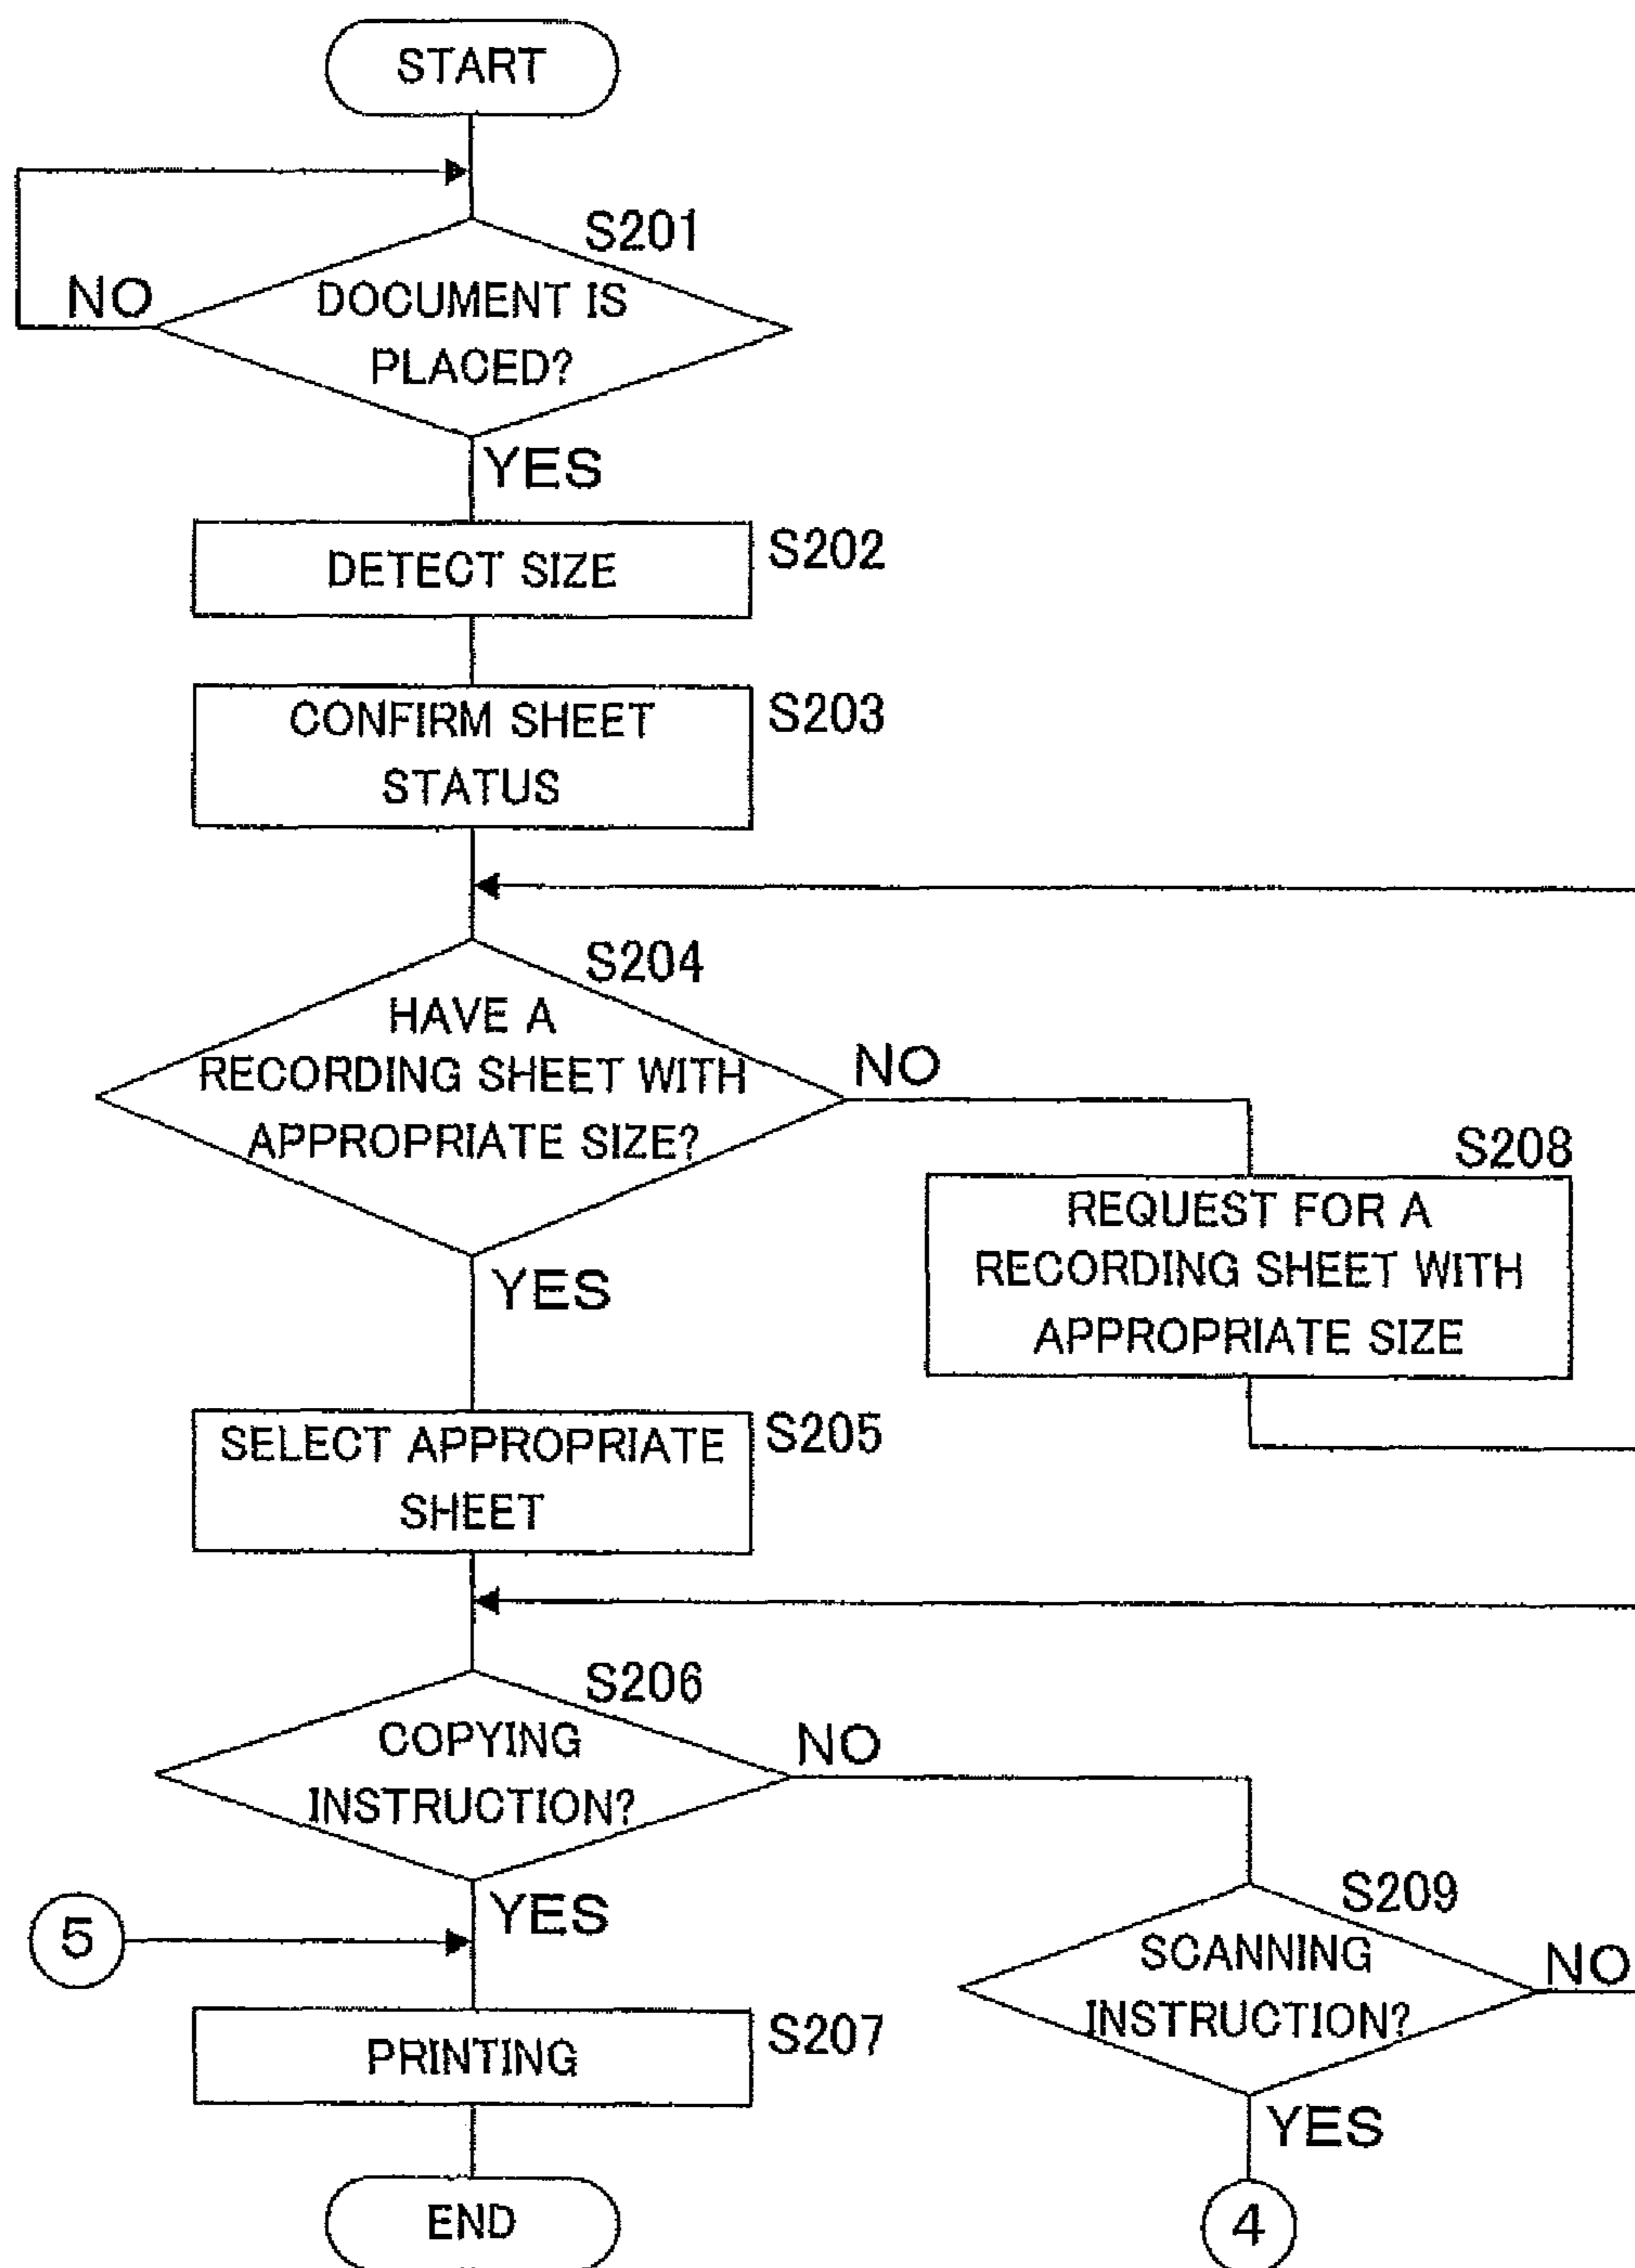 START
S201
NO
DOCUMENT IS
PLACED?
YES
DETECT SIZE
S202
CONFIRM SHEET
STATUS
S203
S204
HAVE A
RECORDING SHEET WITH
APPROPRIATE SIZE?
NO
YES
S208
REQUEST FOR A
RECORDING SHEET WITH
APPROPRIATE SIZE
SELECT APPROPRIATE
SHEET
S205
S206
COPYING
INSTRUCTION?
NO
YES
5
S209
SCANNING
INSTRUCTION?
NO
YES
4
PRINTING
S207
END